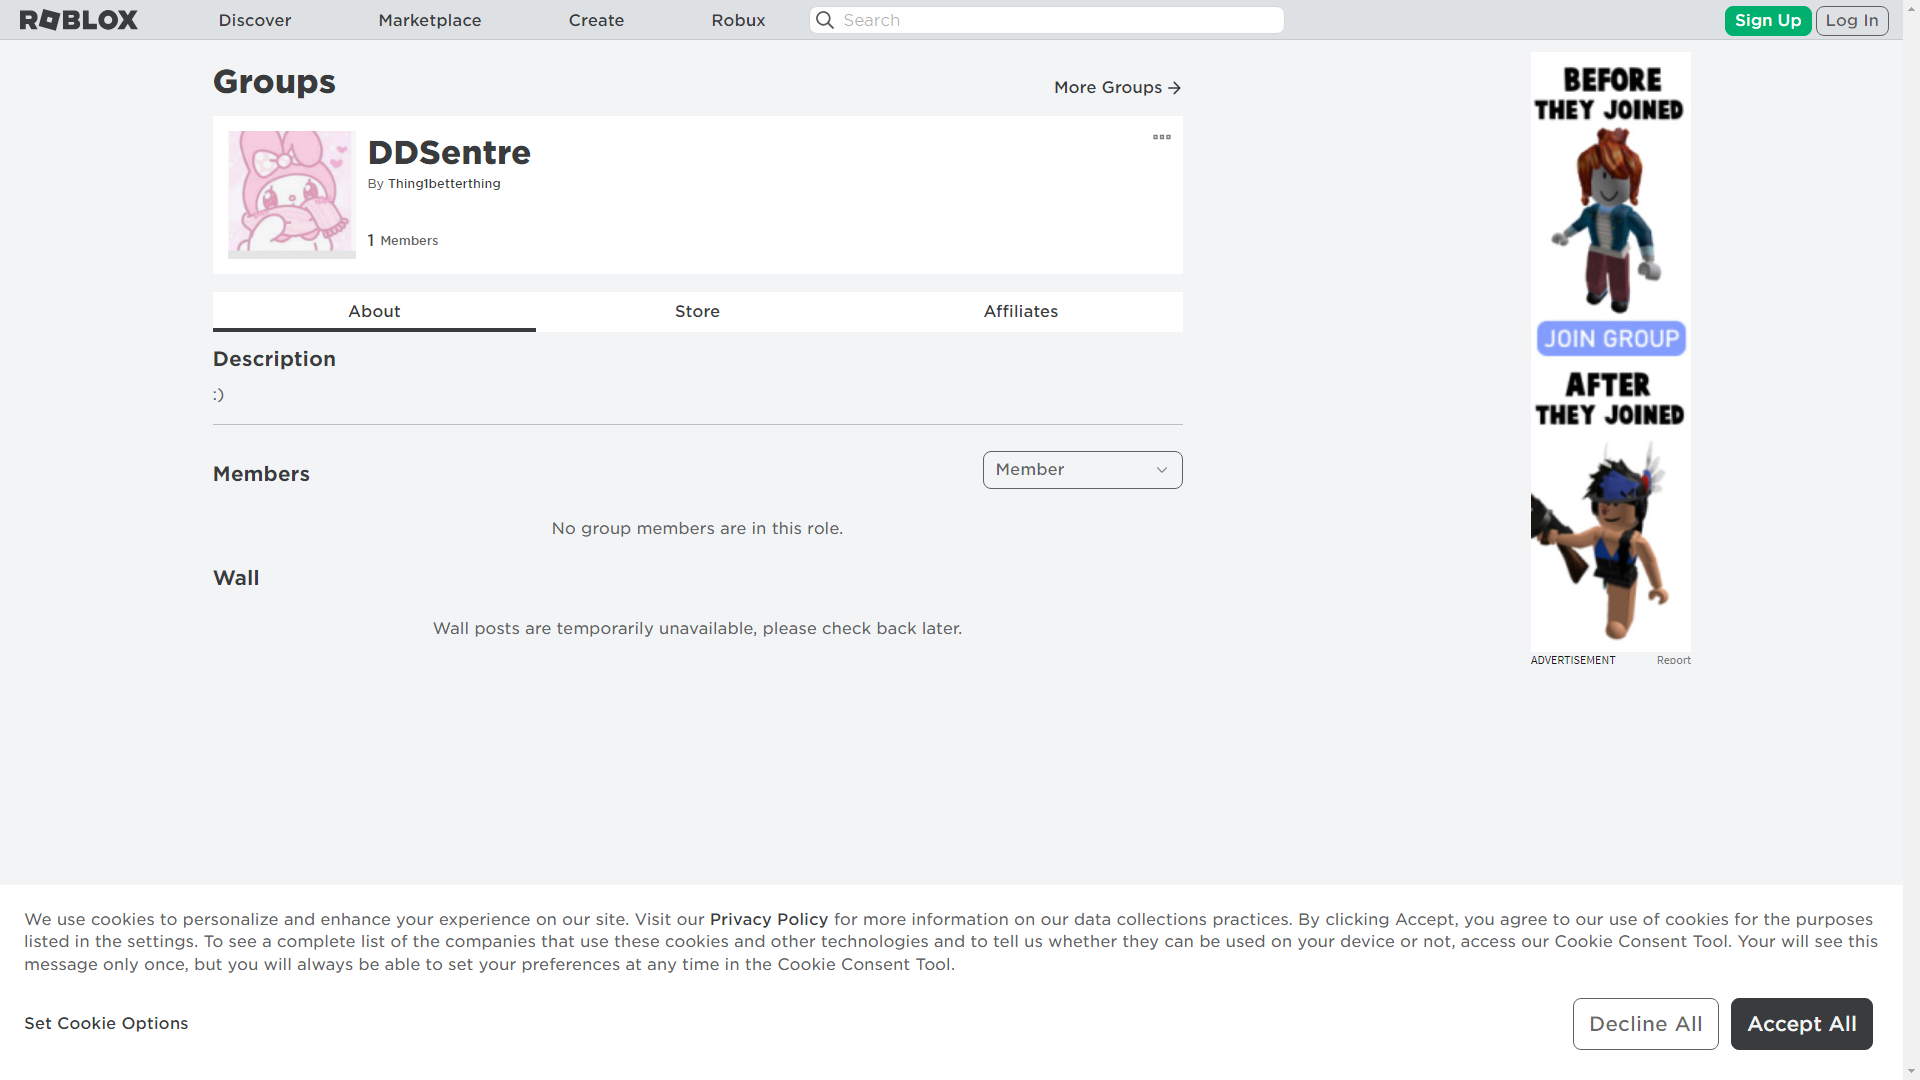 ROBLOX
Discover
Marketplace
Create
Robux
Search
Sign Up
Log In
Groups
More Groups
DDSentre
By Thing1betterthing
1 Members
About
Store
Affiliates
Description
:)
Members
Member
No group members are in this role.
Wall
Wall posts are temporarily unavailable, please check back later.
BEFORE
THEY JOINED
JOIN GROUP
AFTER
THEY JOINED
ADVERTISEMENT
Report
We use cookies to personalize and enhance your experience on our site. Visit our Privacy Policy for more information on our data collections practices. By clicking Accept, you agree to our use of cookies for the purposes
listed in the settings. To see a complete list of the companies that use these cookies and other technologies and to tell us whether they can be used on your device or not, access our Cookie Consent Tool. Your will see this
message only once, but you will always be able to set your preferences at any time in the Cookie Consent Tool.
Set Cookie Options
Decline All
Accept All